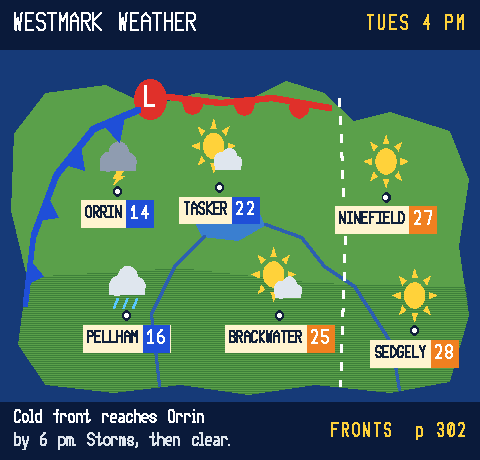 WESTMARK WEATHER
TUES 4 PM
L
ORRIN 14
TASKER 22
NINEFIELD 27
PELLHAM 16
BRACKWATER 25
SEDGELY 28
Cold front reaches Orrin
by 6 pm. Storms, then clear.
FRONTS p 302